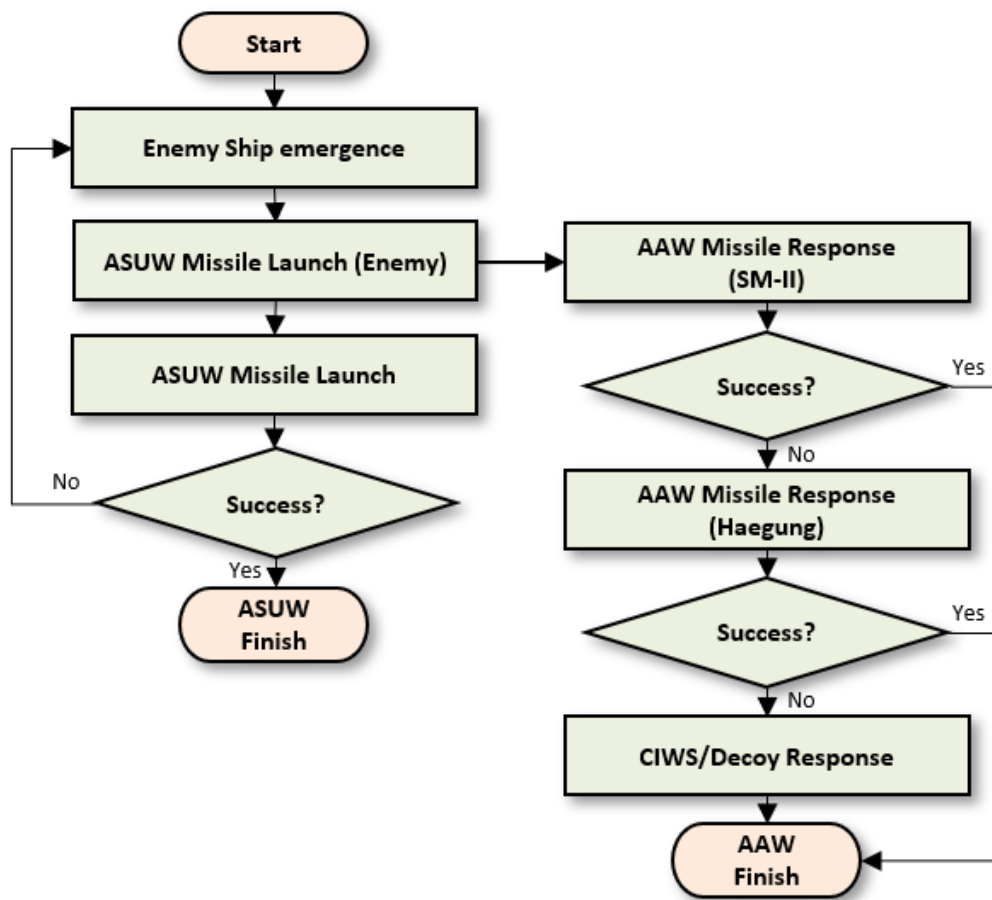 Start
Enemy Ship emergence
ASUW Missile Launch (Enemy)
ASUW Missile Launch
No
Success?
Yes
ASUW
Finish
AAW Missile Response
(SM-II)
Yes
Success?
No
AAW Missile Response
(Haegung)
Yes
Success?
No
CIWS/Decoy Response
AAW
Finish